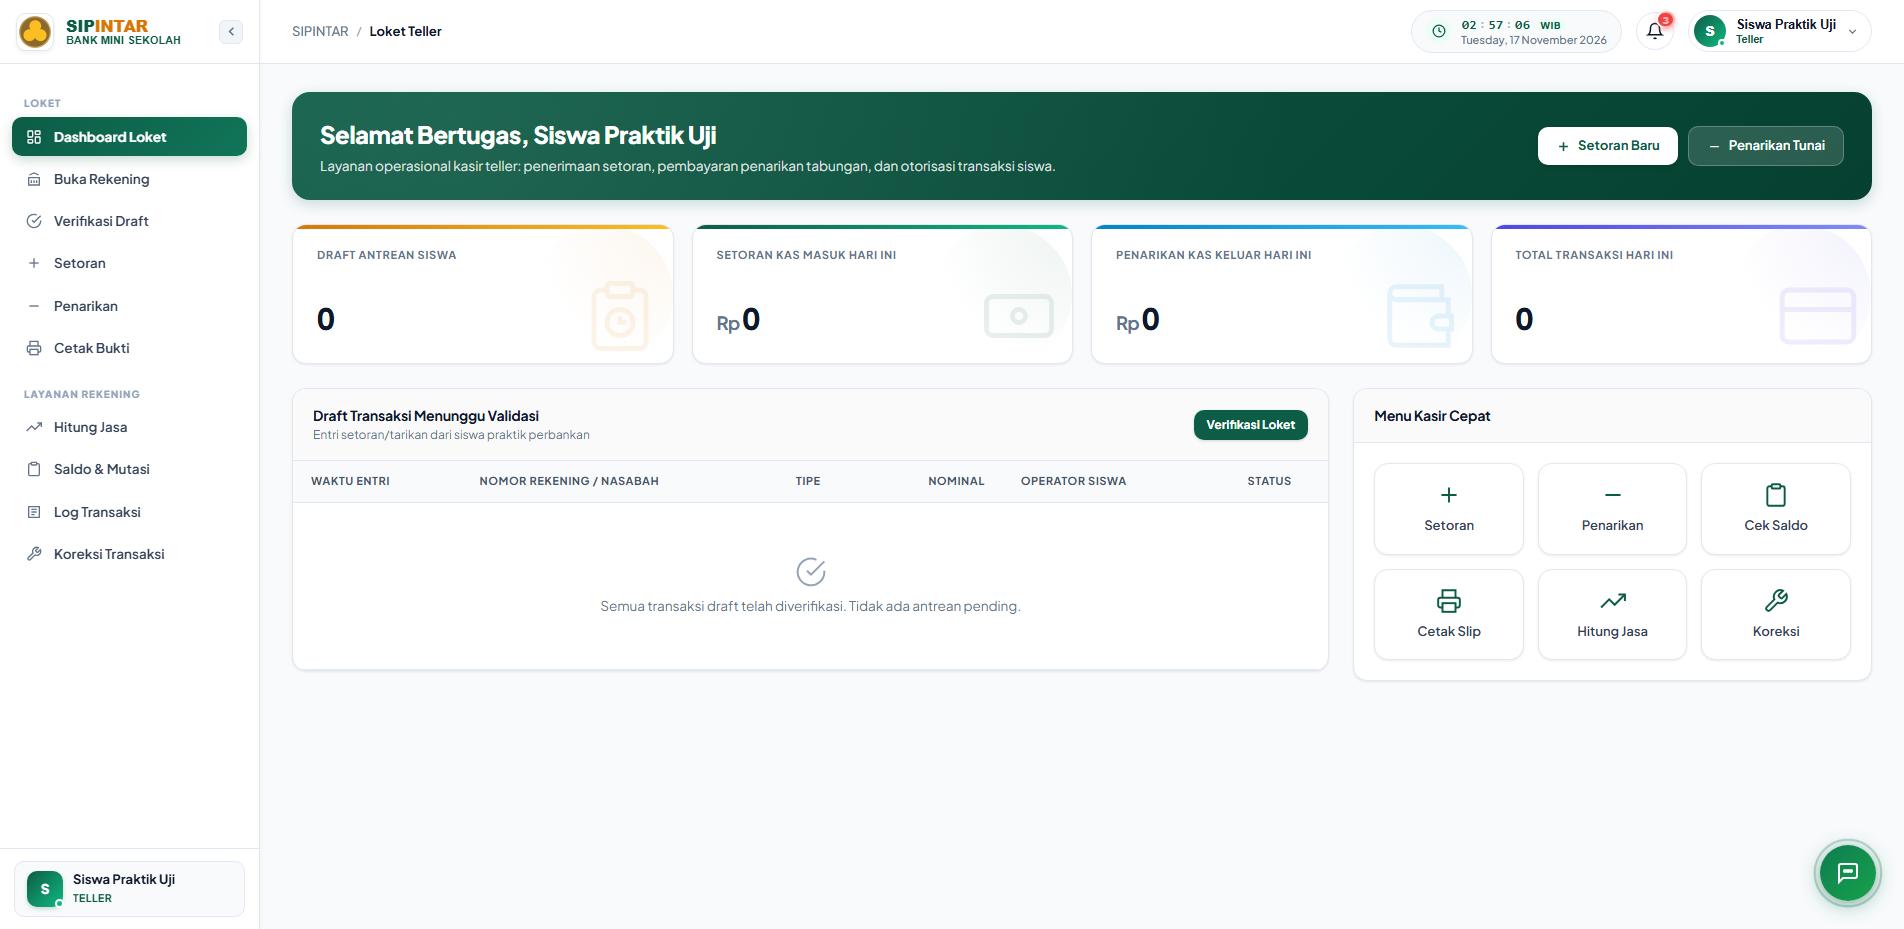 SIPINTAR
BANK MINI SEKOLAH
SIPINTAR / Loket Teller
02 : 57 : 06 WIB
Tuesday, 17 November 2026
3
S
Siswa Praktik Uji
Teller
LOKET
Dashboard Loket
Buka Rekening
Verifikasi Draft
Setoran
Penarikan
Cetak Bukti
LAYANAN REKENING
Hitung Jasa
Saldo & Mutasi
Log Transaksi
Koreksi Transaksi
S
Siswa Praktik Uji
TELLER
Selamat Bertugas, Siswa Praktik Uji
Layanan operasional kasir teller: penerimaan setoran, pembayaran penarikan tabungan, dan otorisasi transaksi siswa.
+ Setoran Baru
− Penarikan Tunai
DRAFT ANTREAN SISWA
0
SETORAN KAS MASUK HARI INI
Rp 0
PENARIKAN KAS KELUAR HARI INI
Rp 0
TOTAL TRANSAKSI HARI INI
0
Draft Transaksi Menunggu Validasi
Entri setoran/tarikan dari siswa praktik perbankan
Verifikasi Loket
WAKTU ENTRI NOMOR REKENING / NASABAH TIPE NOMINAL OPERATOR SISWA STATUS
Semua transaksi draft telah diverifikasi. Tidak ada antrean pending.
Menu Kasir Cepat
Setoran
Penarikan
Cek Saldo
Cetak Slip
Hitung Jasa
Koreksi